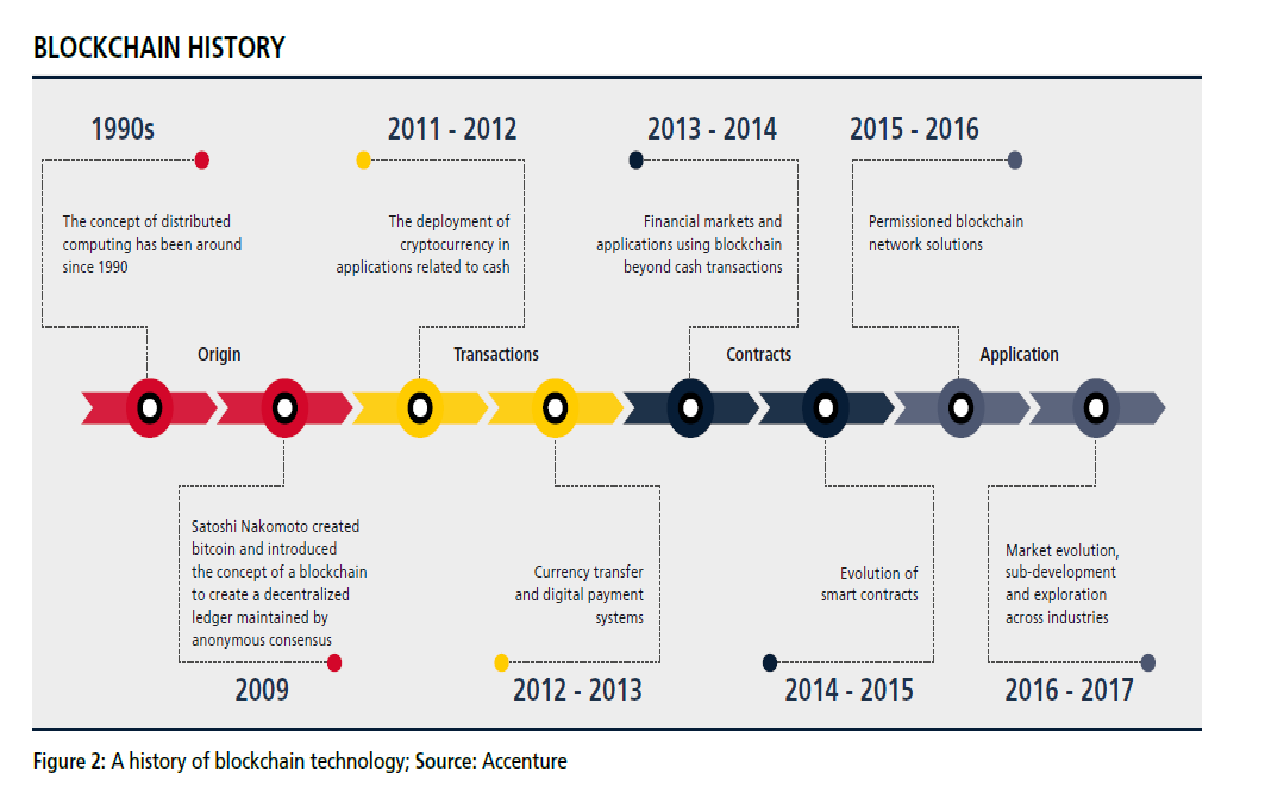 BLOCKCHAIN HISTORY
1990s
The concept of distributed
computing has been around
since 1990
2011 - 2012
The deployment of
cryptocurrency in
applications related to cash
2013 - 2014
Financial markets and
applications using blockchain
beyond cash transactions
2015 - 2016
Permissioned blockchain
network solutions
Origin
Transactions
Contracts
Application
Satoshi Nakomoto created
bitcoin and introduced
the concept of a blockchain
to create a decentralized
ledger maintained by
anonymous consensus
2009
Currency transfer
and digital payment
systems
2012 - 2013
Evolution of
smart contracts
2014 - 2015
Market evolution,
sub-development
and exploration
across industries
2016 - 2017
Figure 2: A history of blockchain technology; Source: Accenture